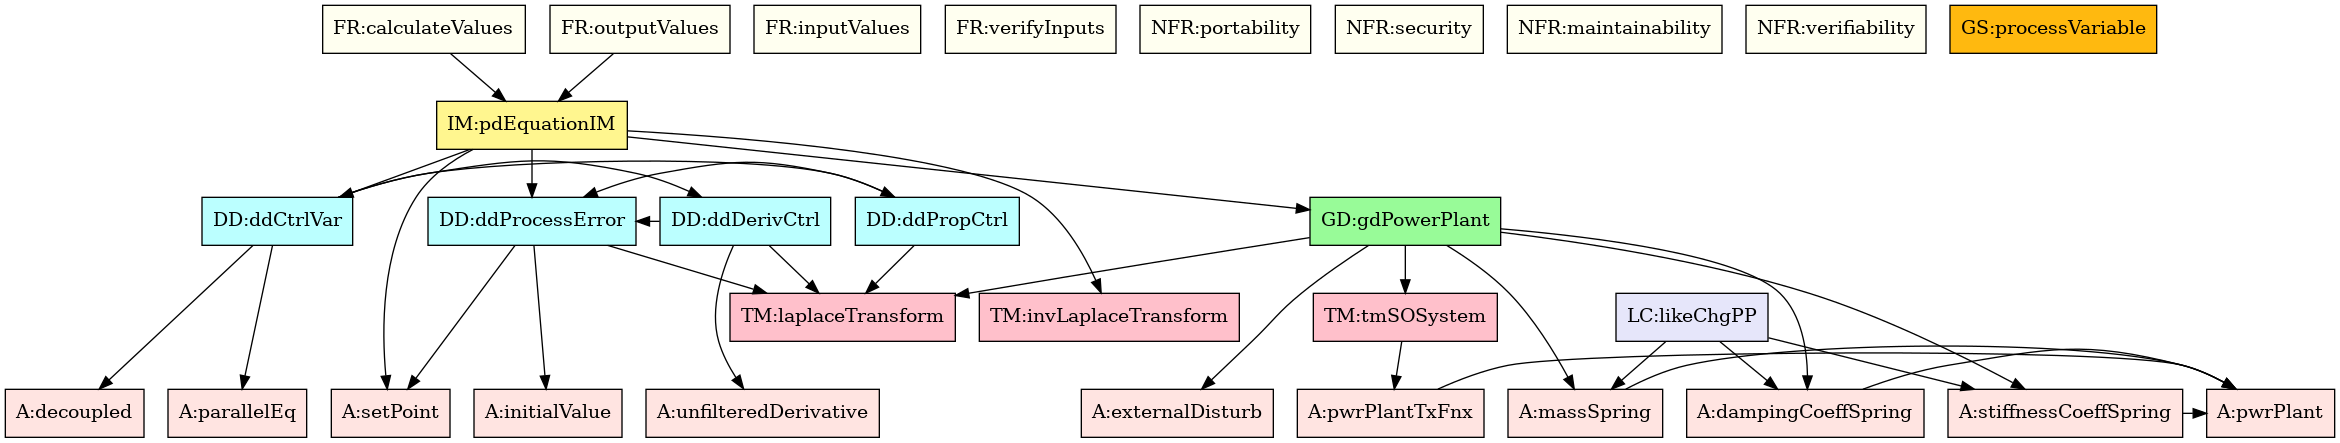 FR:calculateValues
FR:outputValues
FR:inputValues
FR:verifyInputs
NFR:portability
NFR:security
NFR:maintainability
NFR:verifiability
GS:processVariable
IM:pdEquationIM
DD:ddCtrlVar
DD:ddProcessError
DD:ddDerivCtrl
DD:ddPropCtrl
GD:gdPowerPlant
TM:laplaceTransform
TM:invLaplaceTransform
TM:tmSOSystem
LC:likeChgPP
A:decoupled
A:parallelEq
A:setPoint
A:initialValue
A:unfilteredDerivative
A:externalDisturb
A:pwrPlantTxFnx
A:massSpring
A:dampingCoeffSpring
A:stiffnessCoeffSpring
A:pwrPlant